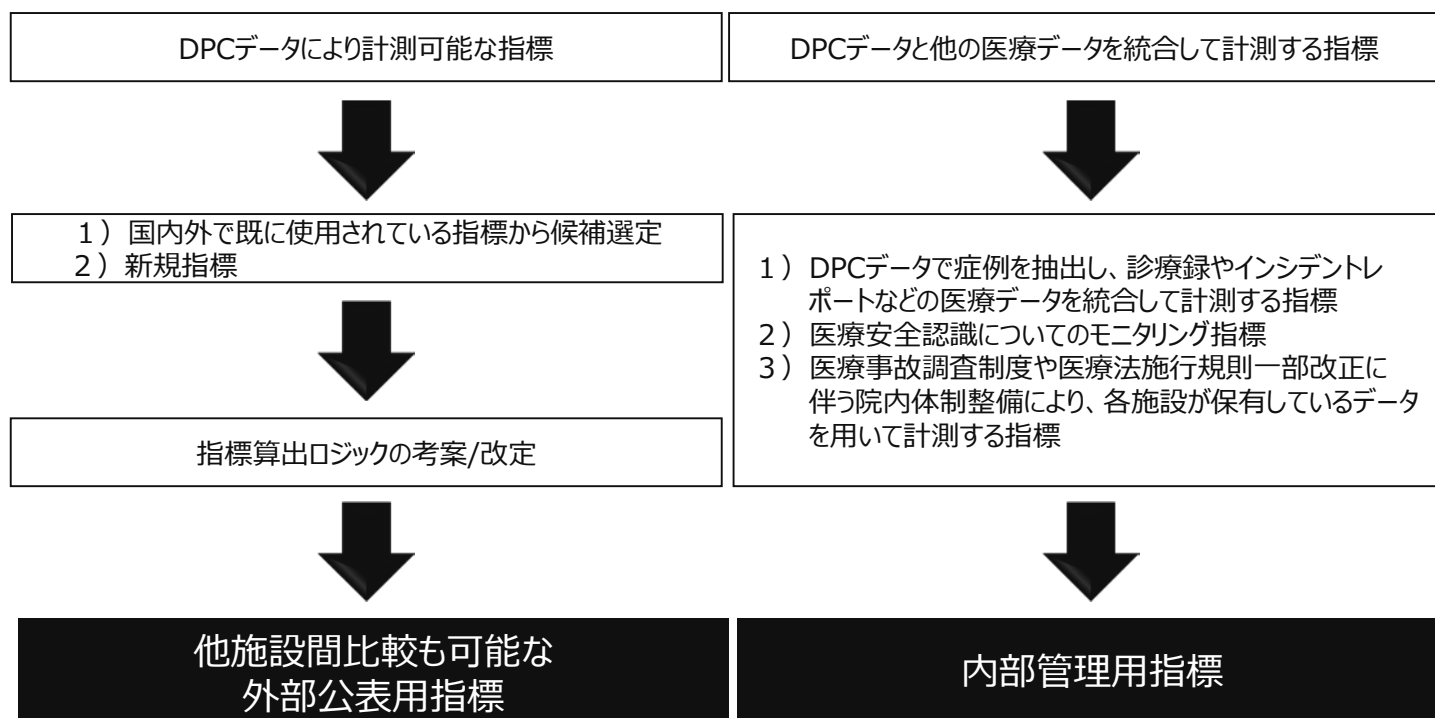 DPCデータにより計測可能な指標
１）国内外で既に使用されている指標から候補選定
２）新規指標
指標算出ロジックの考案/改定
他施設間比較も可能な
外部公表用指標
DPCデータと他の医療データを統合して計測する指標
１）DPCデータで症例を抽出し、診療録やインシデントレ
ポートなどの医療データを統合して計測する指標
２）医療安全認識についてのモニタリング指標
３）医療事故調査制度や医療法施行規則一部改正に
伴う院内体制整備により、各施設が保有しているデータ
を用いて計測する指標
内部管理用指標